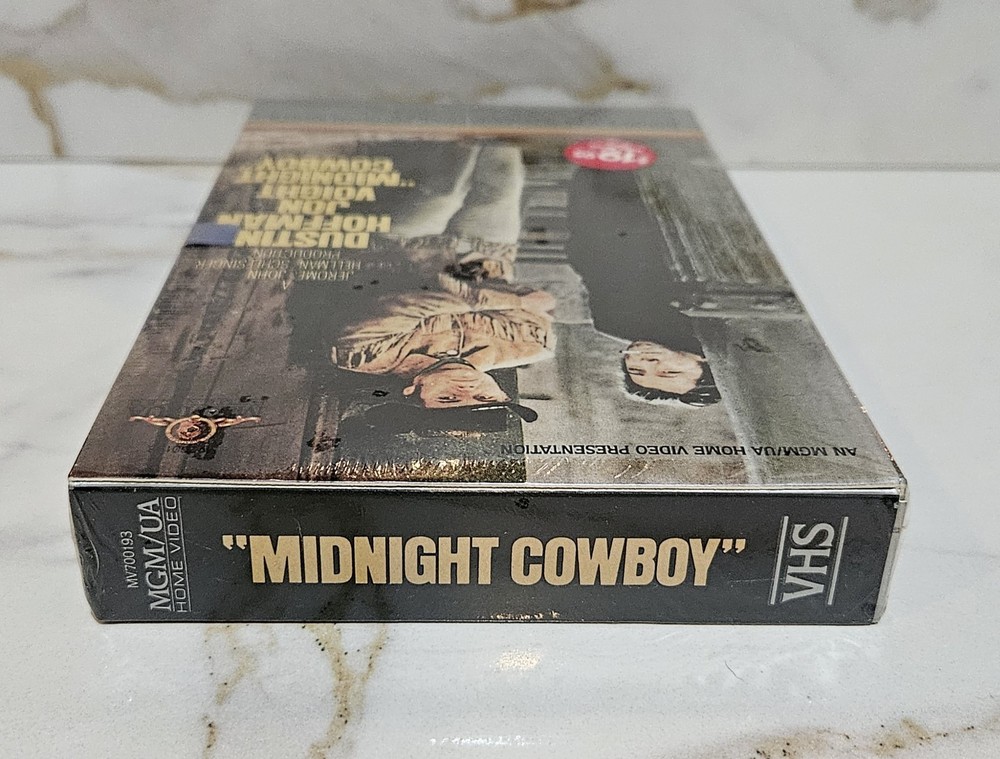 DUSTIN
HOFFMAN
JON
VOIGHT
"MIDNIGHT
COWBOY"
A
JEROME
HELLMAN
JOHN
SCHLESINGER
PRODUCTION
AN MGM/UA HOME VIDEO PRESENTATION
MV700193
MGM/UA
HOME VIDEO
"MIDNIGHT COWBOY"
VHS